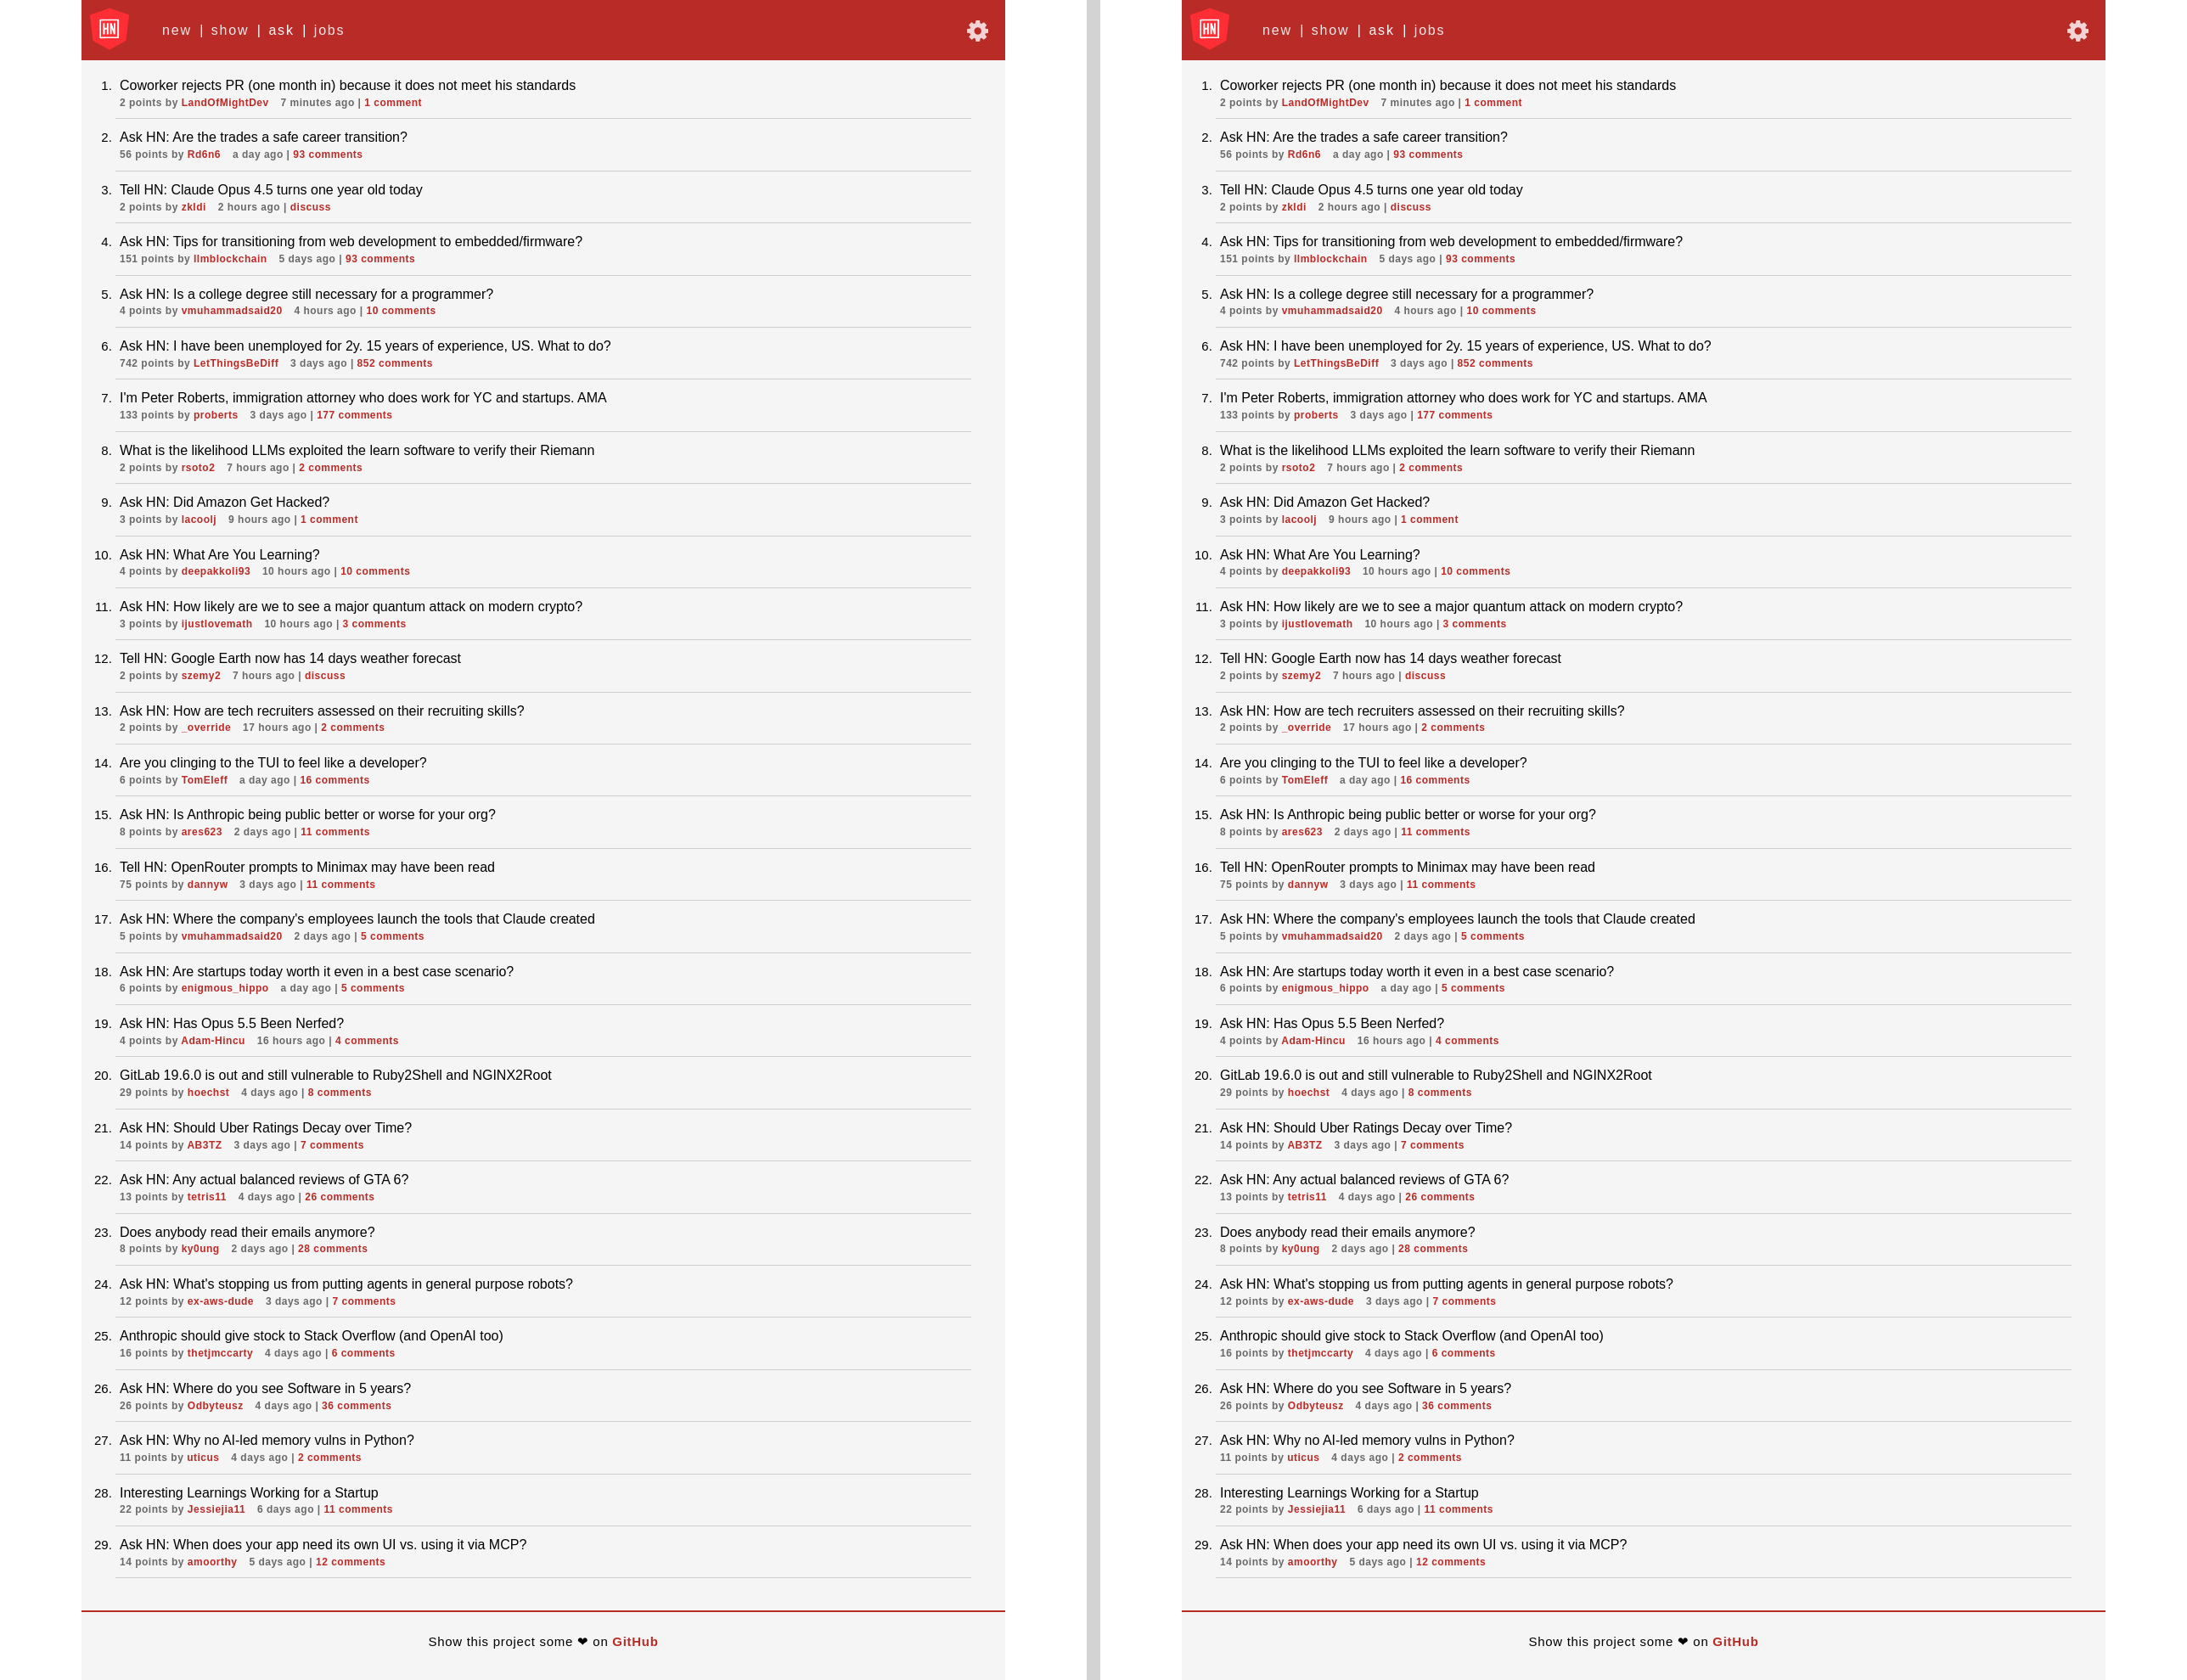 HN
new | show | ask | jobs
1. Coworker rejects PR (one month in) because it does not meet his standards
2 points by LandOfMightDev 7 minutes ago | 1 comment
2. Ask HN: Are the trades a safe career transition?
56 points by Rd6n6 a day ago | 93 comments
3. Tell HN: Claude Opus 4.5 turns one year old today
2 points by zkldi 2 hours ago | discuss
4. Ask HN: Tips for transitioning from web development to embedded/firmware?
151 points by llmblockchain 5 days ago | 93 comments
5. Ask HN: Is a college degree still necessary for a programmer?
4 points by vmuhammadsaid20 4 hours ago | 10 comments
6. Ask HN: I have been unemployed for 2y. 15 years of experience, US. What to do?
742 points by LetThingsBeDiff 3 days ago | 852 comments
7. I'm Peter Roberts, immigration attorney who does work for YC and startups. AMA
133 points by proberts 3 days ago | 177 comments
8. What is the likelihood LLMs exploited the learn software to verify their Riemann
2 points by rsoto2 7 hours ago | 2 comments
9. Ask HN: Did Amazon Get Hacked?
3 points by lacoolj 9 hours ago | 1 comment
10. Ask HN: What Are You Learning?
4 points by deepakkoli93 10 hours ago | 10 comments
11. Ask HN: How likely are we to see a major quantum attack on modern crypto?
3 points by ijustlovemath 10 hours ago | 3 comments
12. Tell HN: Google Earth now has 14 days weather forecast
2 points by szemy2 7 hours ago | discuss
13. Ask HN: How are tech recruiters assessed on their recruiting skills?
2 points by _override 17 hours ago | 2 comments
14. Are you clinging to the TUI to feel like a developer?
6 points by TomEleff a day ago | 16 comments
15. Ask HN: Is Anthropic being public better or worse for your org?
8 points by ares623 2 days ago | 11 comments
16. Tell HN: OpenRouter prompts to Minimax may have been read
75 points by dannyw 3 days ago | 11 comments
17. Ask HN: Where the company's employees launch the tools that Claude created
5 points by vmuhammadsaid20 2 days ago | 5 comments
18. Ask HN: Are startups today worth it even in a best case scenario?
6 points by enigmous_hippo a day ago | 5 comments
19. Ask HN: Has Opus 5.5 Been Nerfed?
4 points by Adam-Hincu 16 hours ago | 4 comments
20. GitLab 19.6.0 is out and still vulnerable to Ruby2Shell and NGINX2Root
29 points by hoechst 4 days ago | 8 comments
21. Ask HN: Should Uber Ratings Decay over Time?
14 points by AB3TZ 3 days ago | 7 comments
22. Ask HN: Any actual balanced reviews of GTA 6?
13 points by tetris11 4 days ago | 26 comments
23. Does anybody read their emails anymore?
8 points by ky0ung 2 days ago | 28 comments
24. Ask HN: What's stopping us from putting agents in general purpose robots?
12 points by ex-aws-dude 3 days ago | 7 comments
25. Anthropic should give stock to Stack Overflow (and OpenAI too)
16 points by thetjmccarty 4 days ago | 6 comments
26. Ask HN: Where do you see Software in 5 years?
26 points by Odbyteusz 4 days ago | 36 comments
27. Ask HN: Why no AI-led memory vulns in Python?
11 points by uticus 4 days ago | 2 comments
28. Interesting Learnings Working for a Startup
22 points by Jessiejia11 6 days ago | 11 comments
29. Ask HN: When does your app need its own UI vs. using it via MCP?
14 points by amoorthy 5 days ago | 12 comments
Show this project some ❤ on GitHub
HN
new | show | ask | jobs
1. Coworker rejects PR (one month in) because it does not meet his standards
2 points by LandOfMightDev 7 minutes ago | 1 comment
2. Ask HN: Are the trades a safe career transition?
56 points by Rd6n6 a day ago | 93 comments
3. Tell HN: Claude Opus 4.5 turns one year old today
2 points by zkldi 2 hours ago | discuss
4. Ask HN: Tips for transitioning from web development to embedded/firmware?
151 points by llmblockchain 5 days ago | 93 comments
5. Ask HN: Is a college degree still necessary for a programmer?
4 points by vmuhammadsaid20 4 hours ago | 10 comments
6. Ask HN: I have been unemployed for 2y. 15 years of experience, US. What to do?
742 points by LetThingsBeDiff 3 days ago | 852 comments
7. I'm Peter Roberts, immigration attorney who does work for YC and startups. AMA
133 points by proberts 3 days ago | 177 comments
8. What is the likelihood LLMs exploited the learn software to verify their Riemann
2 points by rsoto2 7 hours ago | 2 comments
9. Ask HN: Did Amazon Get Hacked?
3 points by lacoolj 9 hours ago | 1 comment
10. Ask HN: What Are You Learning?
4 points by deepakkoli93 10 hours ago | 10 comments
11. Ask HN: How likely are we to see a major quantum attack on modern crypto?
3 points by ijustlovemath 10 hours ago | 3 comments
12. Tell HN: Google Earth now has 14 days weather forecast
2 points by szemy2 7 hours ago | discuss
13. Ask HN: How are tech recruiters assessed on their recruiting skills?
2 points by _override 17 hours ago | 2 comments
14. Are you clinging to the TUI to feel like a developer?
6 points by TomEleff a day ago | 16 comments
15. Ask HN: Is Anthropic being public better or worse for your org?
8 points by ares623 2 days ago | 11 comments
16. Tell HN: OpenRouter prompts to Minimax may have been read
75 points by dannyw 3 days ago | 11 comments
17. Ask HN: Where the company's employees launch the tools that Claude created
5 points by vmuhammadsaid20 2 days ago | 5 comments
18. Ask HN: Are startups today worth it even in a best case scenario?
6 points by enigmous_hippo a day ago | 5 comments
19. Ask HN: Has Opus 5.5 Been Nerfed?
4 points by Adam-Hincu 16 hours ago | 4 comments
20. GitLab 19.6.0 is out and still vulnerable to Ruby2Shell and NGINX2Root
29 points by hoechst 4 days ago | 8 comments
21. Ask HN: Should Uber Ratings Decay over Time?
14 points by AB3TZ 3 days ago | 7 comments
22. Ask HN: Any actual balanced reviews of GTA 6?
13 points by tetris11 4 days ago | 26 comments
23. Does anybody read their emails anymore?
8 points by ky0ung 2 days ago | 28 comments
24. Ask HN: What's stopping us from putting agents in general purpose robots?
12 points by ex-aws-dude 3 days ago | 7 comments
25. Anthropic should give stock to Stack Overflow (and OpenAI too)
16 points by thetjmccarty 4 days ago | 6 comments
26. Ask HN: Where do you see Software in 5 years?
26 points by Odbyteusz 4 days ago | 36 comments
27. Ask HN: Why no AI-led memory vulns in Python?
11 points by uticus 4 days ago | 2 comments
28. Interesting Learnings Working for a Startup
22 points by Jessiejia11 6 days ago | 11 comments
29. Ask HN: When does your app need its own UI vs. using it via MCP?
14 points by amoorthy 5 days ago | 12 comments
Show this project some ❤ on GitHub